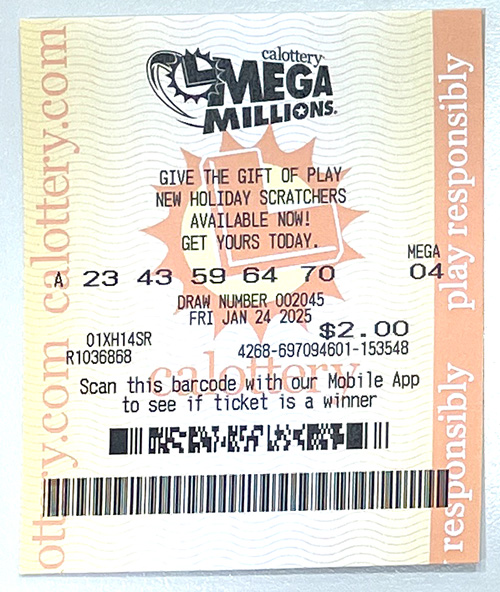 calottery
MEGA
MILLIONS.
GIVE THE GIFT OF PLAY
NEW HOLIDAY SCRATCHERS
AVAILABLE NOW!
GET YOURS TODAY.
MEGA
A 23 43 59 64 70 04
DRAW NUMBER 002045
FRI JAN 24 2025
$2.00
01XH14SR
R1036868 4268-697094601-153548
calottery
Scan this barcode with our Mobile App
to see if ticket is a winner
ottery.com calottery.com
play responsibly
responsibly